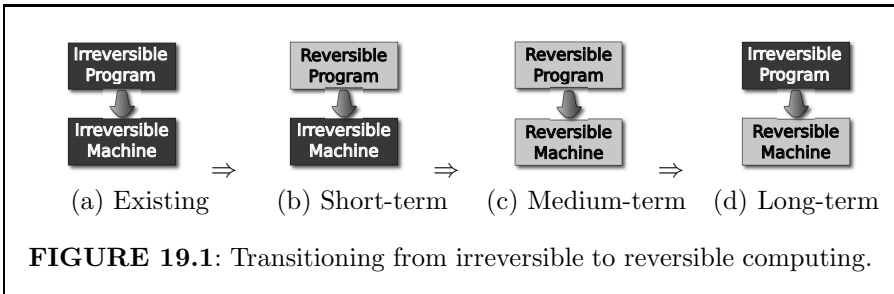 Irreversible
Program
Irreversible
Machine
⇒
(a) Existing
Reversible
Program
Irreversible
Machine
⇒
(b) Short-term
Reversible
Program
Reversible
Machine
⇒
(c) Medium-term
Irreversible
Program
Reversible
Machine
(d) Long-term
FIGURE 19.1: Transitioning from irreversible to reversible computing.